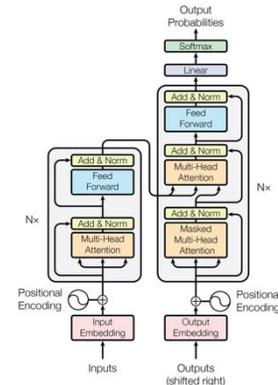 Output
Probabilities
Softmax
Linear
Add & Norm
Feed
Forward
Add & Norm
Multi-Head
Attention
Add & Norm
Masked
Multi-Head
Attention
N×
Add & Norm
Feed
Forward
Add & Norm
Multi-Head
Attention
N×
Positional
Encoding
Positional
Encoding
Input
Embedding
Output
Embedding
Inputs
Outputs
(shifted right)